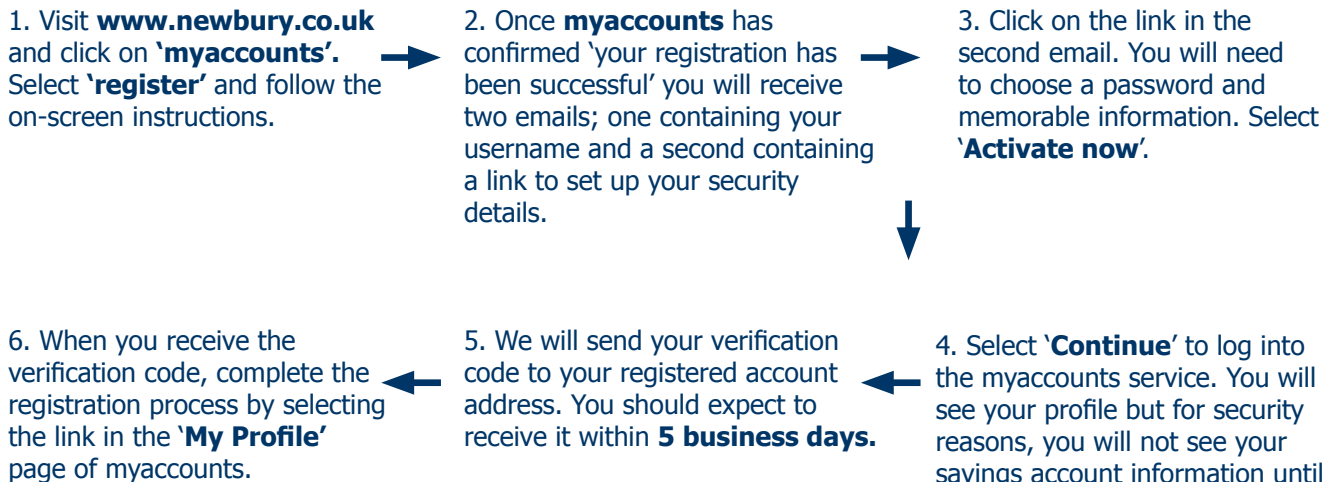 1. Visit www.newbury.co.uk
and click on ‘myaccounts’.
Select ‘register’ and follow the
on-screen instructions.
2. Once myaccounts has
confirmed ‘your registration has
been successful’ you will receive
two emails; one containing your
username and a second containing
a link to set up your security
details.
3. Click on the link in the
second email. You will need
to choose a password and
memorable information. Select
‘Activate now’.
4. Select ‘Continue’ to log into
the myaccounts service. You will
see your profile but for security
reasons, you will not see your
savings account information until
5. We will send your verification
code to your registered account
address. You should expect to
receive it within 5 business days.
6. When you receive the
verification code, complete the
registration process by selecting
the link in the ‘My Profile’
page of myaccounts.